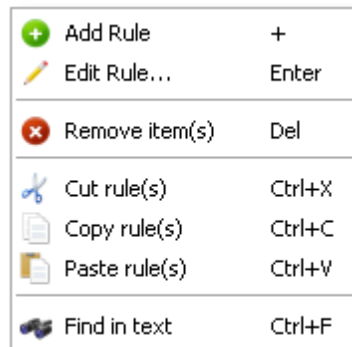 Add Rule +
Edit Rule... Enter
Remove item(s) Del
Cut rule(s) Ctrl+X
Copy rule(s) Ctrl+C
Paste rule(s) Ctrl+V
Find in text Ctrl+F